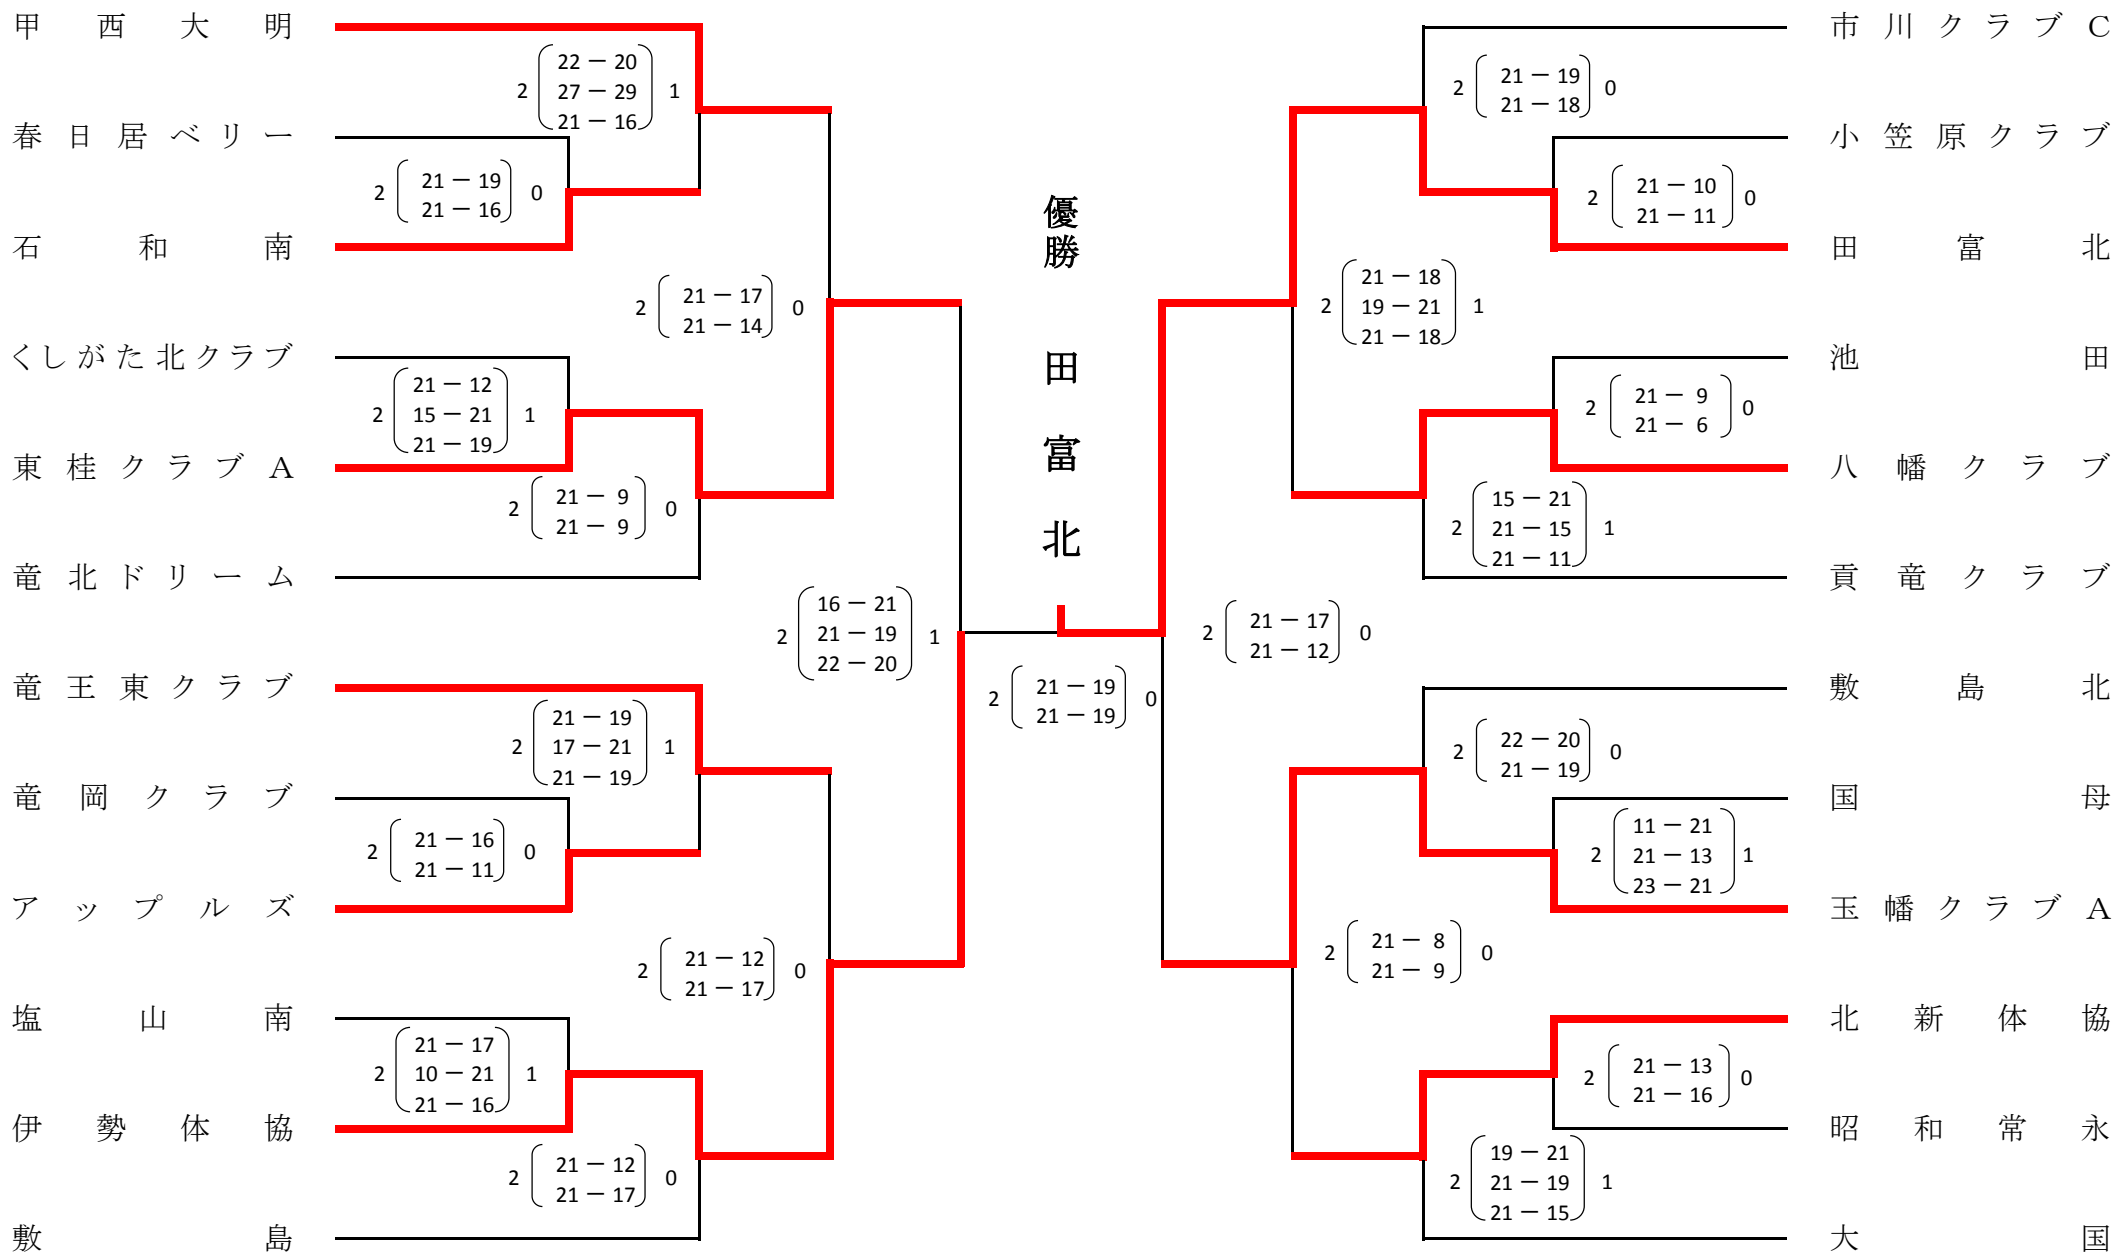 甲西大明
22 － 20
2 27 － 29 1
21 － 16
春日居ベリー
21 － 19
2 0
21 － 16
石和南
21 － 17
2 0
21 － 14
くしがた北クラブ
21 － 12
2 15 － 21 1
21 － 19
東桂クラブA
21 － 9
2 0
21 － 9
竜北ドリーム
16 － 21
2 21 － 19 1
22 － 20
竜王東クラブ
21 － 19
2 17 － 21 1
21 － 19
竜岡クラブ
21 － 16
2 0
21 － 11
アップルズ
21 － 12
2 0
21 － 17
塩山南
21 － 17
2 10 － 21 1
21 － 16
伊勢体協
21 － 12
2 0
21 － 17
敷島
優勝 田富北
21 － 19
2 0
21 － 19
市川クラブC
21 － 19
2 0
21 － 18
小笠原クラブ
21 － 10
2 0
21 － 11
田富北
21 － 18
2 19 － 21 1
21 － 18
池田
21 － 9
2 0
21 － 6
八幡クラブ
15 － 21
2 21 － 15 1
21 － 11
貢竜クラブ
21 － 17
2 0
21 － 12
敷島北
22 － 20
2 0
21 － 19
国母
11 － 21
2 21 － 13 1
23 － 21
玉幡クラブA
21 － 8
2 0
21 － 9
北新体協
21 － 13
2 0
21 － 16
昭和常永
19 － 21
2 21 － 19 1
21 － 15
大国